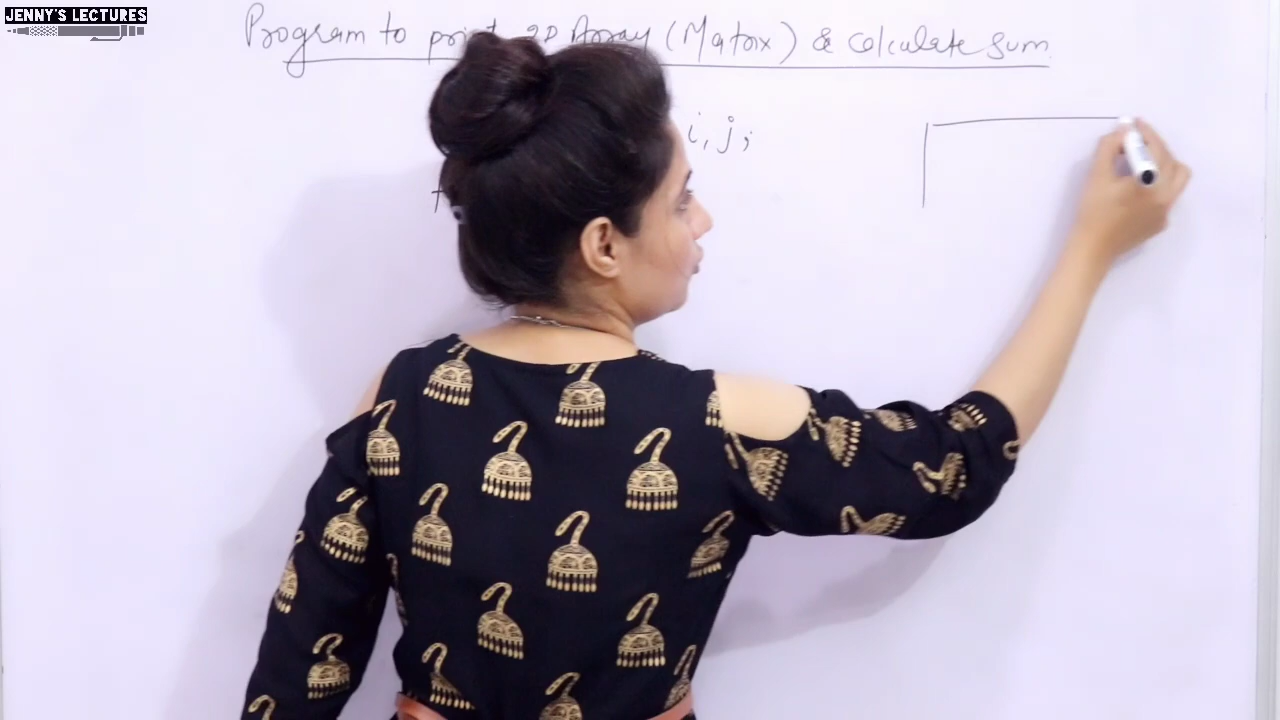 JENNY'S LECTURES
Program to print 2D Array (Matrix) & Calculate Sum
i, j;